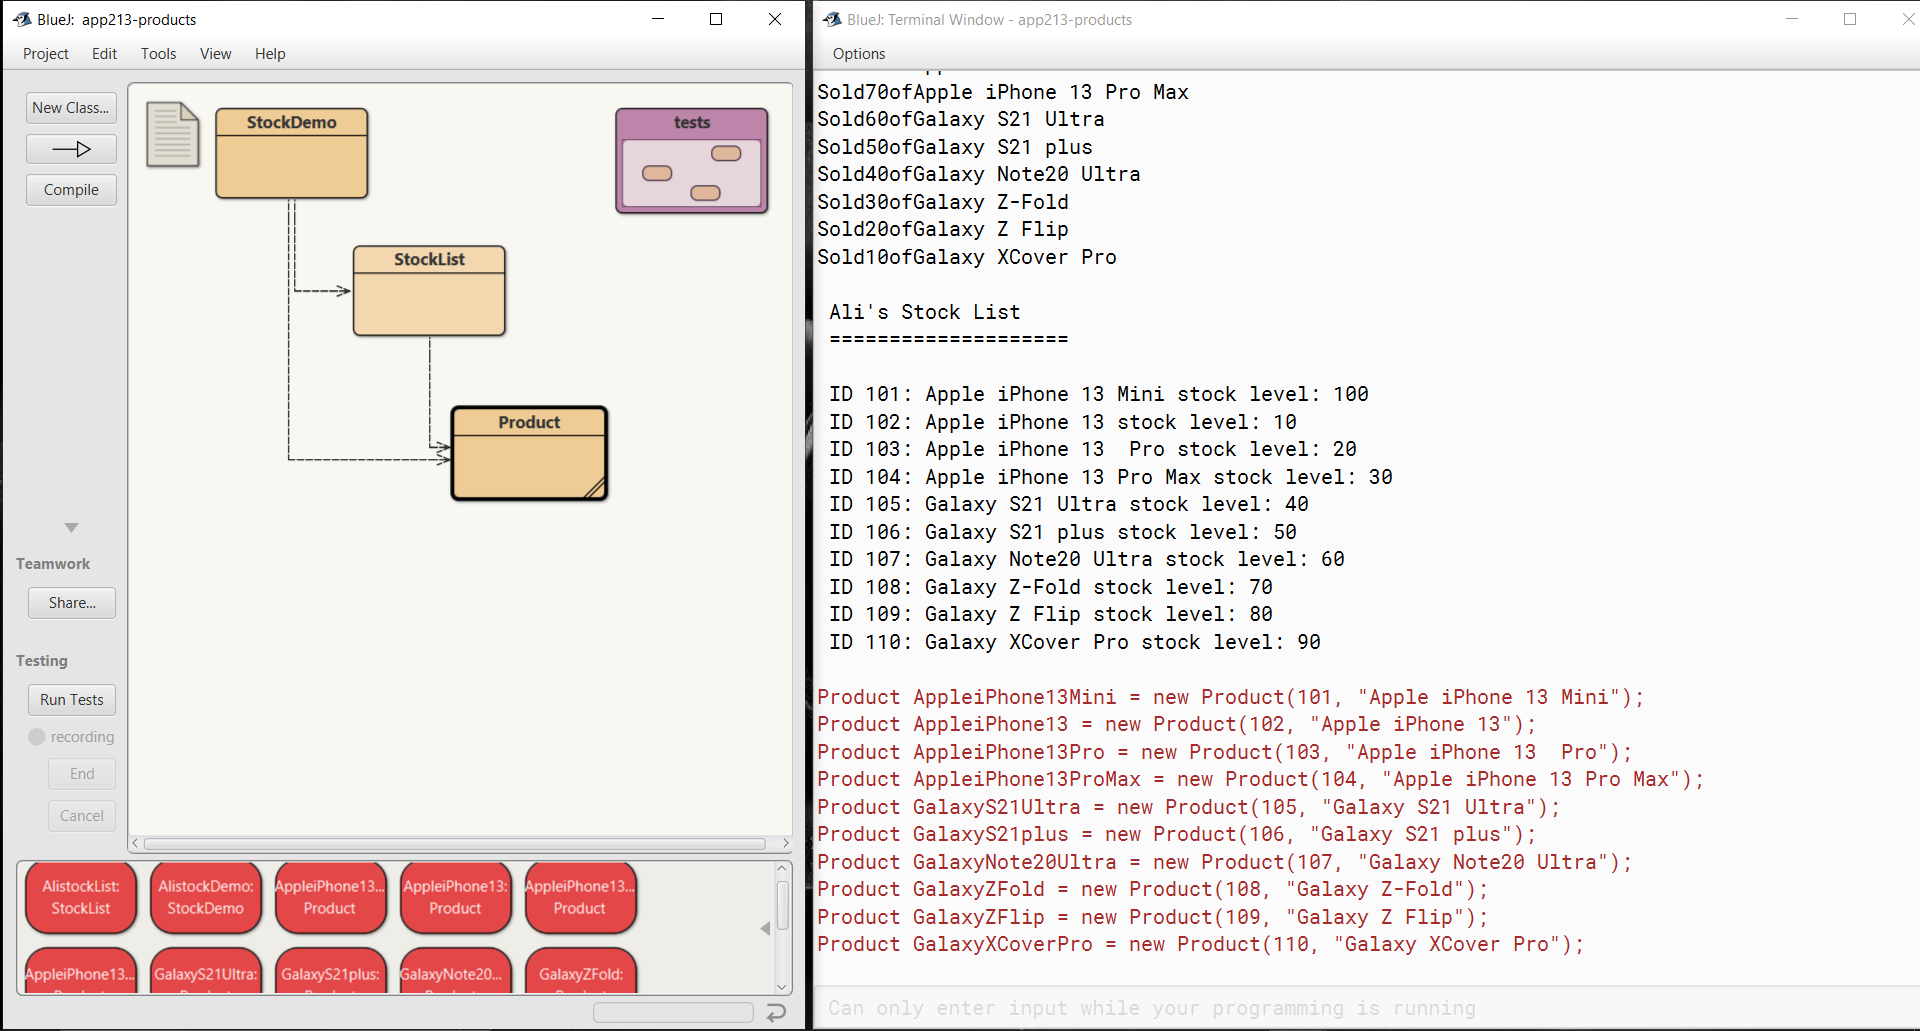 BlueJ: app213-products
Project Edit Tools View Help
New Class...
Compile
Teamwork
Share...
Testing
Run Tests
recording
End
Cancel
StockDemo
tests
StockList
Product
AlistockList:
StockList
AlistockDemo:
StockDemo
AppleiPhone13...
Product
AppleiPhone13:
Product
AppleiPhone13...
Product
AppleiPhone13...
GalaxyS21Ultra:
GalaxyS21plus:
GalaxyNote20...
GalaxyZFold:
BlueJ: Terminal Window - app213-products
Options
Sold70ofApple iPhone 13 Pro Max
Sold60ofGalaxy S21 Ultra
Sold50ofGalaxy S21 plus
Sold40ofGalaxy Note20 Ultra
Sold30ofGalaxy Z-Fold
Sold20ofGalaxy Z Flip
Sold10ofGalaxy XCover Pro
Ali's Stock List
====================
ID 101: Apple iPhone 13 Mini stock level: 100
ID 102: Apple iPhone 13 stock level: 10
ID 103: Apple iPhone 13  Pro stock level: 20
ID 104: Apple iPhone 13 Pro Max stock level: 30
ID 105: Galaxy S21 Ultra stock level: 40
ID 106: Galaxy S21 plus stock level: 50
ID 107: Galaxy Note20 Ultra stock level: 60
ID 108: Galaxy Z-Fold stock level: 70
ID 109: Galaxy Z Flip stock level: 80
ID 110: Galaxy XCover Pro stock level: 90
Product AppleiPhone13Mini = new Product(101, "Apple iPhone 13 Mini");
Product AppleiPhone13 = new Product(102, "Apple iPhone 13");
Product AppleiPhone13Pro = new Product(103, "Apple iPhone 13  Pro");
Product AppleiPhone13ProMax = new Product(104, "Apple iPhone 13 Pro Max");
Product GalaxyS21Ultra = new Product(105, "Galaxy S21 Ultra");
Product GalaxyS21plus = new Product(106, "Galaxy S21 plus");
Product GalaxyNote20Ultra = new Product(107, "Galaxy Note20 Ultra");
Product GalaxyZFold = new Product(108, "Galaxy Z-Fold");
Product GalaxyZFlip = new Product(109, "Galaxy Z Flip");
Product GalaxyXCoverPro = new Product(110, "Galaxy XCover Pro");
Can only enter input while your programming is running